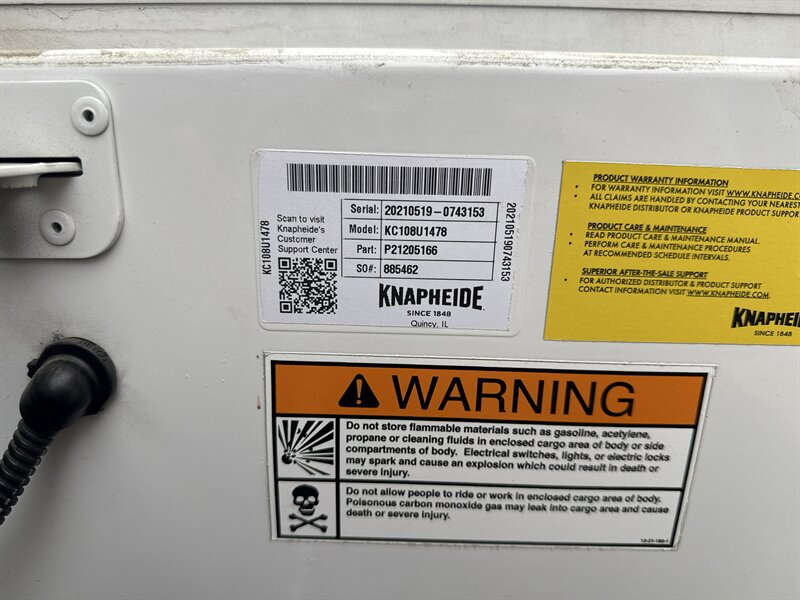 Scan to visit
Knapheide's
Customer
Support Center
KC108U1478
Serial: 20210519-0743153
Model: KC108U1478
Part: P21205166
SO#: 885462
202105190743153
KNAPHEIDE
SINCE 1848
Quincy, IL
PRODUCT WARRANTY INFORMATION
• FOR WARRANTY INFORMATION VISIT WWW.KNAPHEIDE.CO
• ALL CLAIMS ARE HANDLED BY CONTACTING YOUR NEAREST
KNAPHEIDE DISTRIBUTOR OR KNAPHEIDE PRODUCT SUPPORT
PRODUCT CARE & MAINTENANCE
• READ PRODUCT CARE & MAINTENANCE MANUAL.
• PERFORM CARE & MAINTENANCE PROCEDURES
AT RECOMMENDED SCHEDULE INTERVALS.
SUPERIOR AFTER-THE-SALE SUPPORT
• FOR AUTHORIZED DISTRIBUTOR & PRODUCT SUPPORT
CONTACT INFORMATION VISIT WWW.KNAPHEIDE.COM.
KNAPHEI
SINCE 1848
WARNING
Do not store flammable materials such as gasoline, acetylene,
propane or cleaning fluids in enclosed cargo area of body or side
compartments of body. Electrical switches, lights, or electric locks
may spark and cause an explosion which could result in death or
severe injury.
Do not allow people to ride or work in enclosed cargo area of body.
Poisonous carbon monoxide gas may leak into cargo area and cause
death or severe injury.